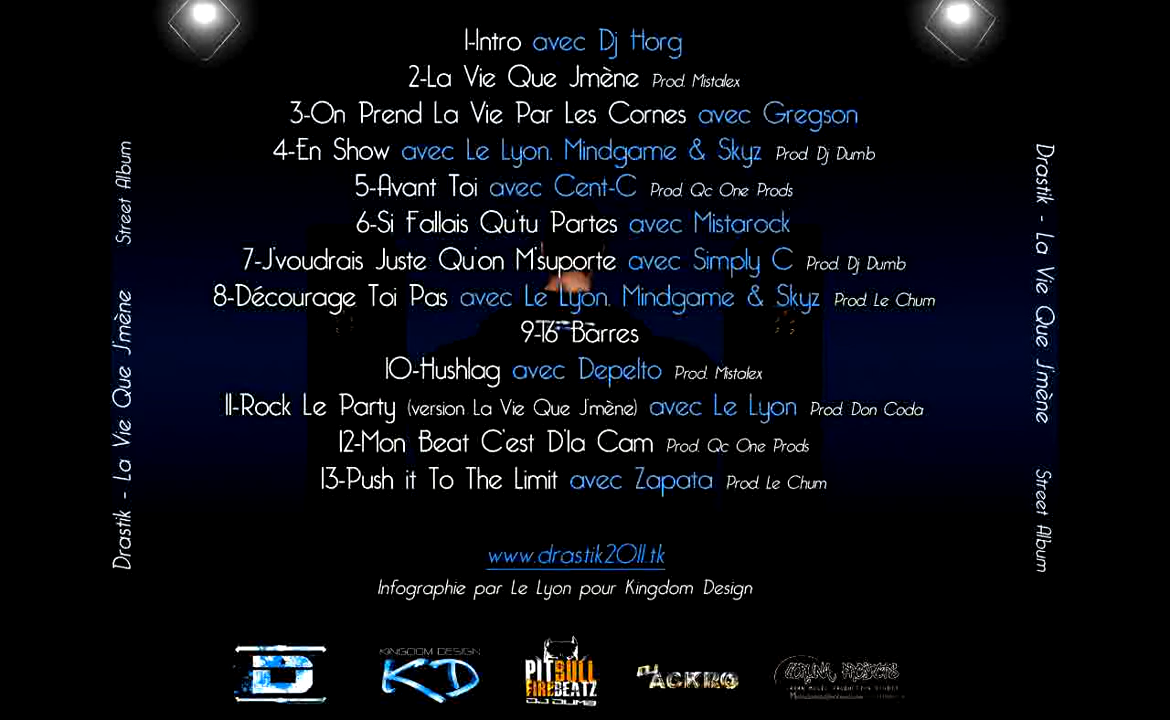 1-Intro avec Dj Horg
2-La Vie Que Jmène Prod. Mistalex
3-On Prend La Vie Par Les Cornes avec Gregson
4-En Show avec Le Lyon, Mindgame & Skyz Prod. Dj Dumb
5-Avant Toi avec Cent-C Prod. Qc One Prods
6-Si Fallais Qu'tu Partes avec Mistarock
7-J'voudrais Juste Qu'on M'suporte avec Simply C Prod. Dj Dumb
8-Décourage Toi Pas avec Le Lyon, Mindgame & Skyz Prod. Le Chum
9-16 Barres
10-Hushlag avec Depelto Prod. Mistalex
11-Rock Le Party (version La Vie Que J'mène) avec Le Lyon Prod. Don Coda
12-Mon Beat C'est D'la Cam Prod. Qc One Prods
13-Push it To The Limit avec Zapata Prod. Le Chum
Drastik - La Vie Que J'mène Street Album
Drastik - La Vie Que J'mène Street Album
www.drastik2011.tk
Infographie par Le Lyon pour Kingdom Design
D
KINGDOM DESIGN
KD
PITBULL
FIREBEATZ
DJ DUMB
ACKRO